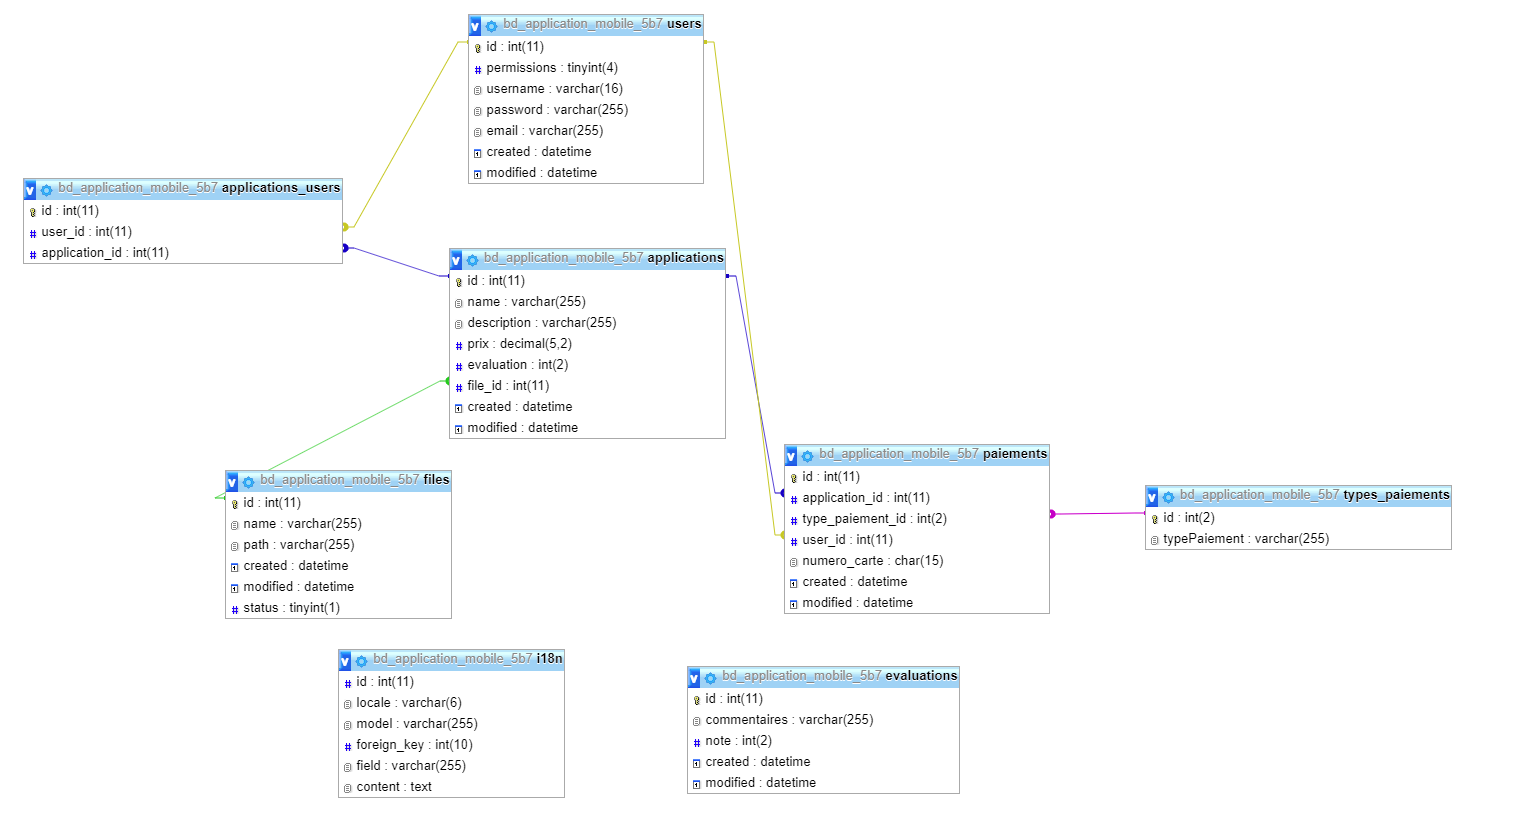 bd_application_mobile_5b7 users
id : int(11)
permissions : tinyint(4)
username : varchar(16)
password : varchar(255)
email : varchar(255)
created : datetime
modified : datetime
bd_application_mobile_5b7 applications_users
id : int(11)
user_id : int(11)
application_id : int(11)
bd_application_mobile_5b7 applications
id : int(11)
name : varchar(255)
description : varchar(255)
prix : decimal(5,2)
evaluation : int(2)
file_id : int(11)
created : datetime
modified : datetime
bd_application_mobile_5b7 paiements
id : int(11)
application_id : int(11)
type_paiement_id : int(2)
user_id : int(11)
numero_carte : char(15)
created : datetime
modified : datetime
bd_application_mobile_5b7 types_paiements
id : int(2)
typePaiement : varchar(255)
bd_application_mobile_5b7 files
id : int(11)
name : varchar(255)
path : varchar(255)
created : datetime
modified : datetime
status : tinyint(1)
bd_application_mobile_5b7 i18n
id : int(11)
locale : varchar(6)
model : varchar(255)
foreign_key : int(10)
field : varchar(255)
content : text
bd_application_mobile_5b7 evaluations
id : int(11)
commentaires : varchar(255)
note : int(2)
created : datetime
modified : datetime